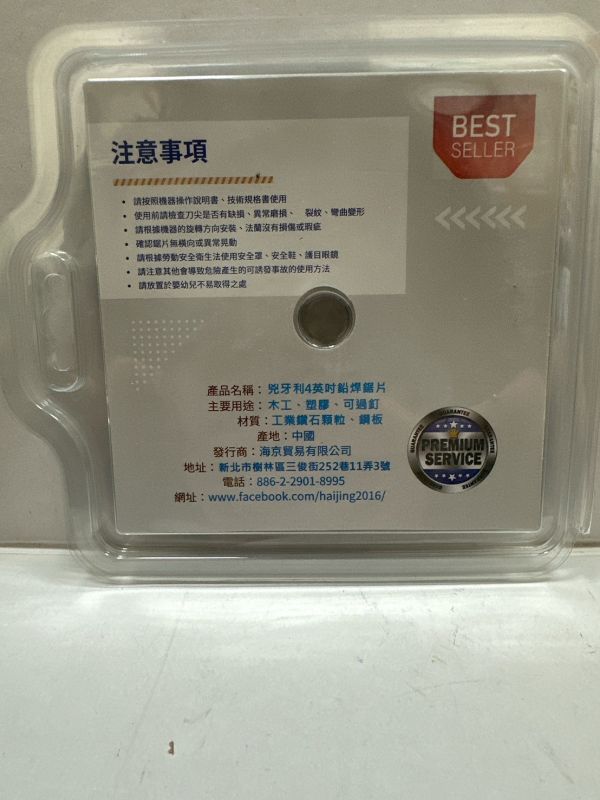 BEST
SELLER
注意事項
• 請按照機器操作說明書、技術規格書使用
• 使用前請檢查刀尖是否有缺損、異常磨損、 裂紋、彎曲變形
• 請根據機器的旋轉方向安裝、法蘭沒有損傷或瑕疵
• 確認鋸片無橫向或異常晃動
• 請根據勞動安全衛生法使用安全罩、安全鞋、護目眼鏡
• 請注意其他會導致危險產生的可誘發事故的使用方法
• 請放置於嬰幼兒不易取得之處
產品名稱：兇牙利4英吋鉛焊鋸片
主要用途：木工、塑膠、可過釘
材質：工業鑽石顆粒、鋼板
產地：中國
發行商：海京貿易有限公司
地址：新北市樹林區三俊街252巷11弄3號
電話：886-2-2901-8995
網址：www.facebook.com/haijing2016/
GUARANTEE
PREMIUM
SERVICE